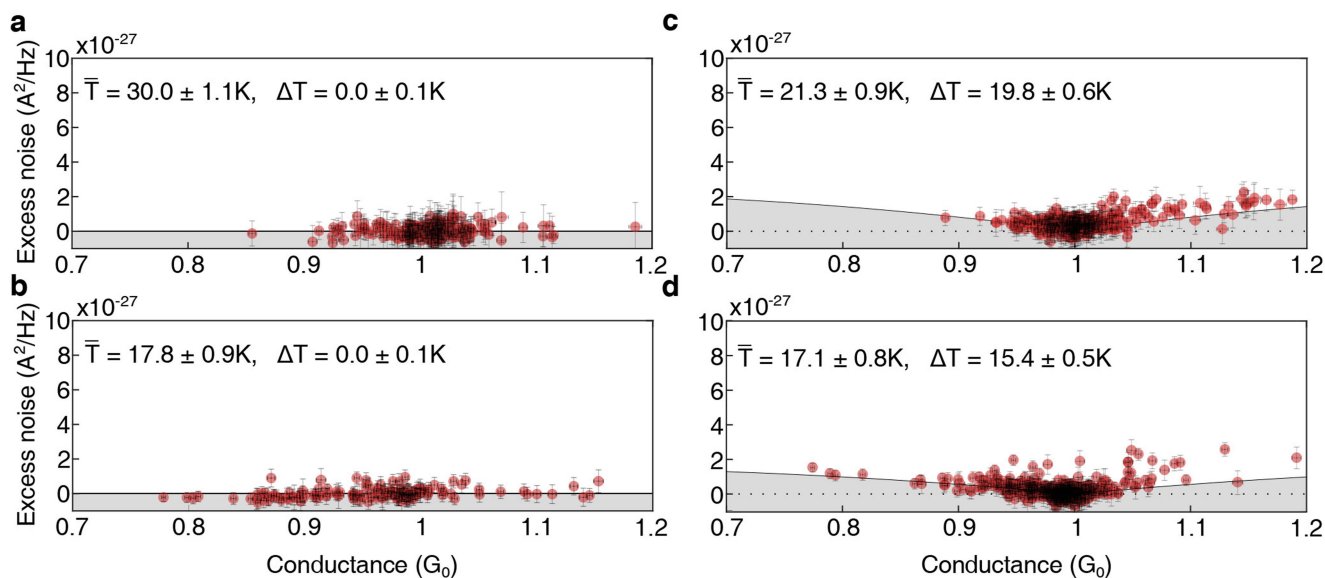 a
x10⁻²⁷
Excess noise (A²/Hz)
10
8
6
4
2
0
T̿ = 30.0 ± 1.1K, ΔT = 0.0 ± 0.1K
0.7 0.8 0.9 1 1.1 1.2
b
x10⁻²⁷
Excess noise (A²/Hz)
10
8
6
4
2
0
T̿ = 17.8 ± 0.9K, ΔT = 0.0 ± 0.1K
0.7 0.8 0.9 1 1.1 1.2
Conductance (G₀)
c
x10⁻²⁷
10
8
6
4
2
0
T̿ = 21.3 ± 0.9K, ΔT = 19.8 ± 0.6K
0.7 0.9 1 1.1 1.2
d
x10⁻²⁷
10
8
6
4
2
0
T̿ = 17.1 ± 0.8K, ΔT = 15.4 ± 0.5K
0.7 0.9 1 1.1 1.2
Conductance (G₀)